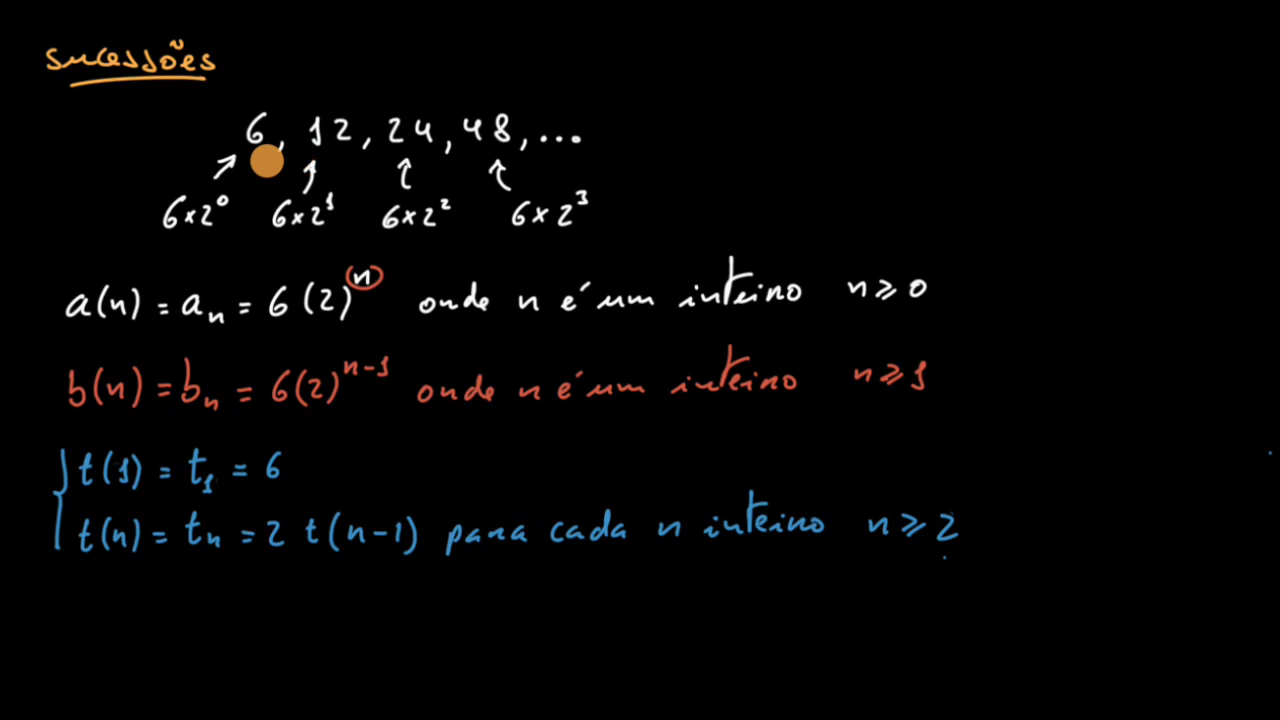 sucessões
6, 12, 24, 48, ...
6×2⁰ 6×2¹ 6×2² 6×2³
a(n) = aₙ = 6(2)ⁿ onde n é um inteiro n ⩾ 0
b(n) = bₙ = 6(2)ⁿ⁻¹ onde n é um inteiro n ⩾ 1
t(1) = t₁ = 6
t(n) = tₙ = 2 t(n-1) para cada n inteiro n ⩾ 2